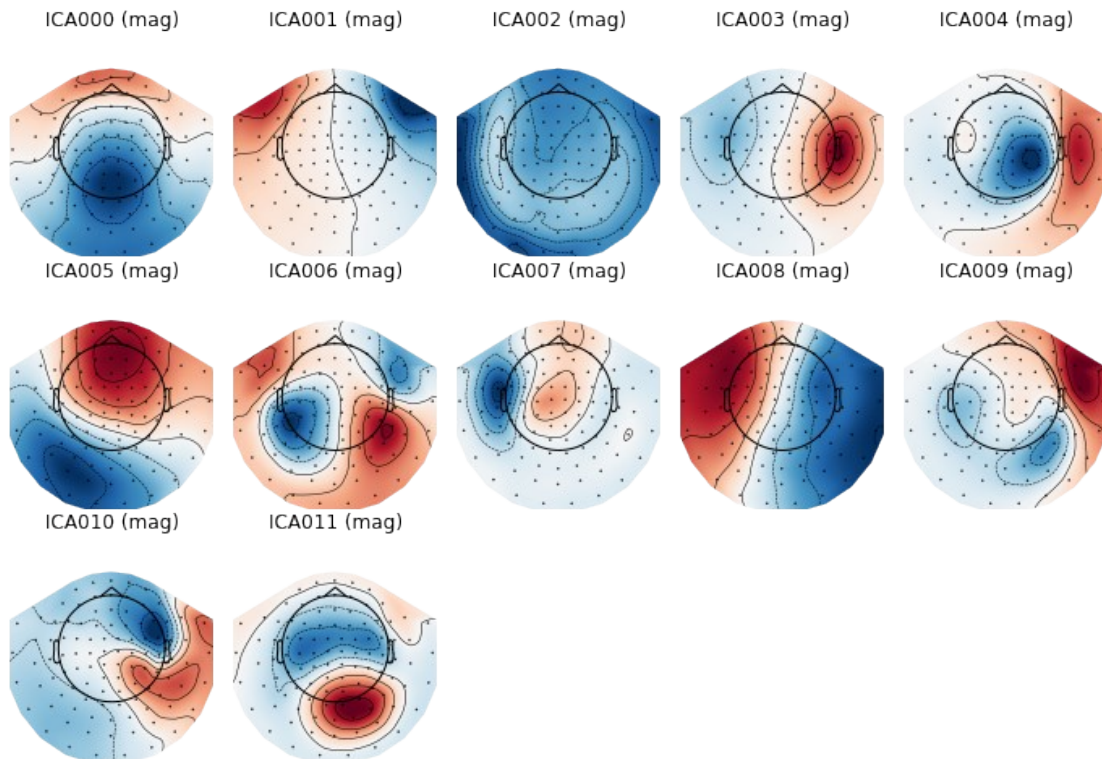 ICA000 (mag) ICA001 (mag) ICA002 (mag) ICA003 (mag) ICA004 (mag)
ICA005 (mag) ICA006 (mag) ICA007 (mag) ICA008 (mag) ICA009 (mag)
ICA010 (mag) ICA011 (mag)